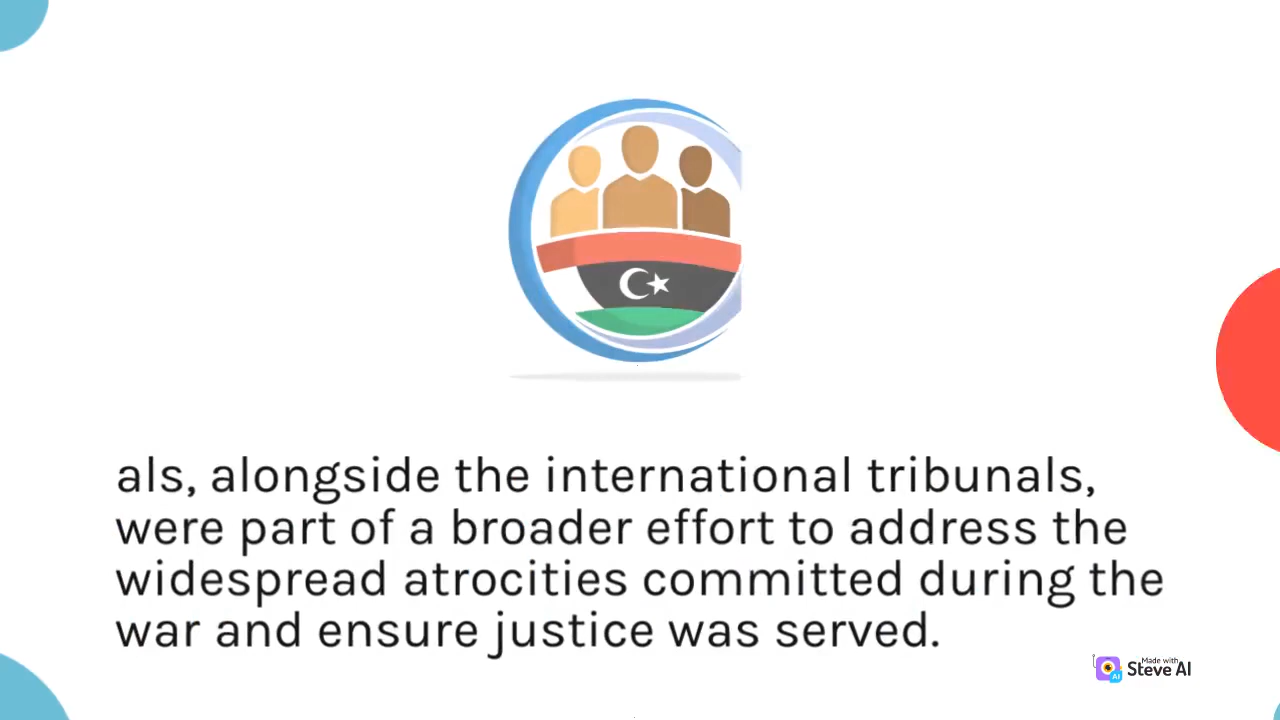 als, alongside the international tribunals,
were part of a broader effort to address the
widespread atrocities committed during the
war and ensure justice was served.
Made with
Steve AI
AI